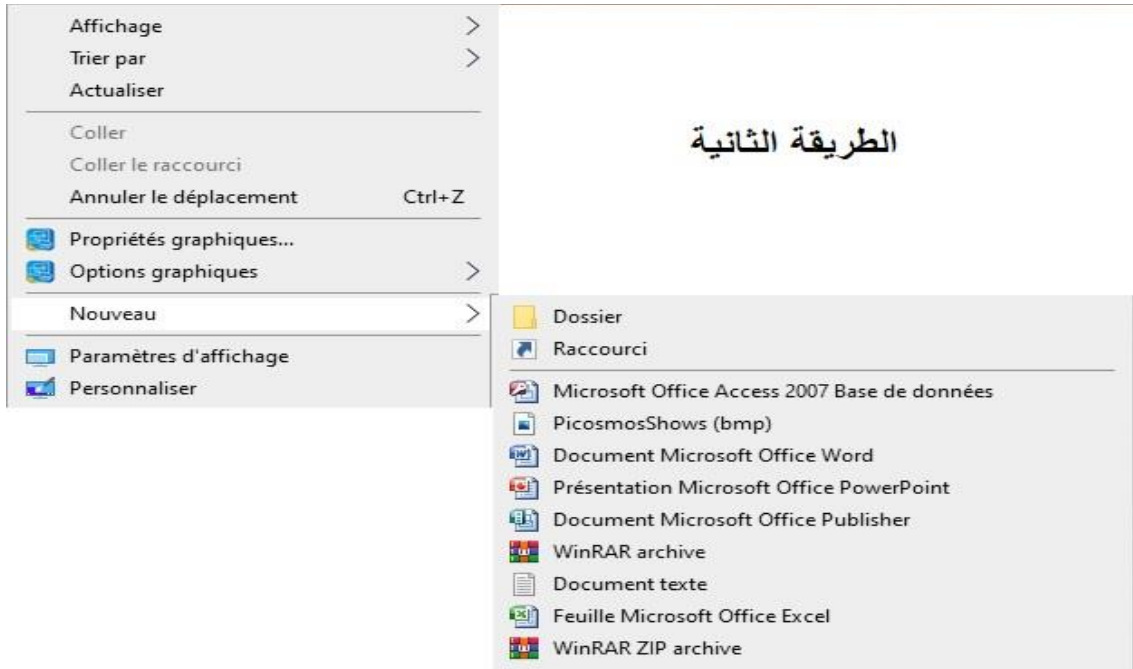 Affichage
Trier par
Actualiser
Coller
Coller le raccourci
Annuler le déplacement Ctrl+Z
Propriétés graphiques...
Options graphiques
Nouveau
Paramètres d'affichage
Personnaliser
الطريقة الثانية
Dossier
Raccourci
Microsoft Office Access 2007 Base de données
PicosmosShows (bmp)
Document Microsoft Office Word
Présentation Microsoft Office PowerPoint
Document Microsoft Office Publisher
WinRAR archive
Document texte
Feuille Microsoft Office Excel
WinRAR ZIP archive